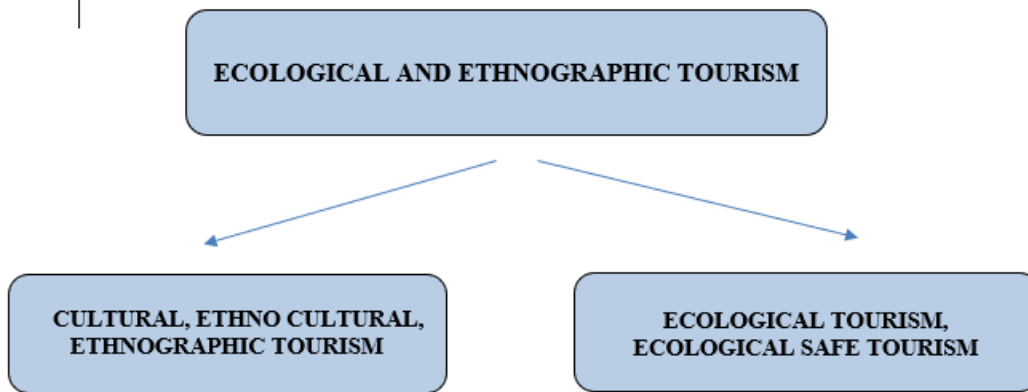 ECOLOGICAL AND ETHNOGRAPHIC TOURISM
CULTURAL, ETHNO CULTURAL,
ETHNOGRAPHIC TOURISM
ECOLOGICAL TOURISM,
ECOLOGICAL SAFE TOURISM